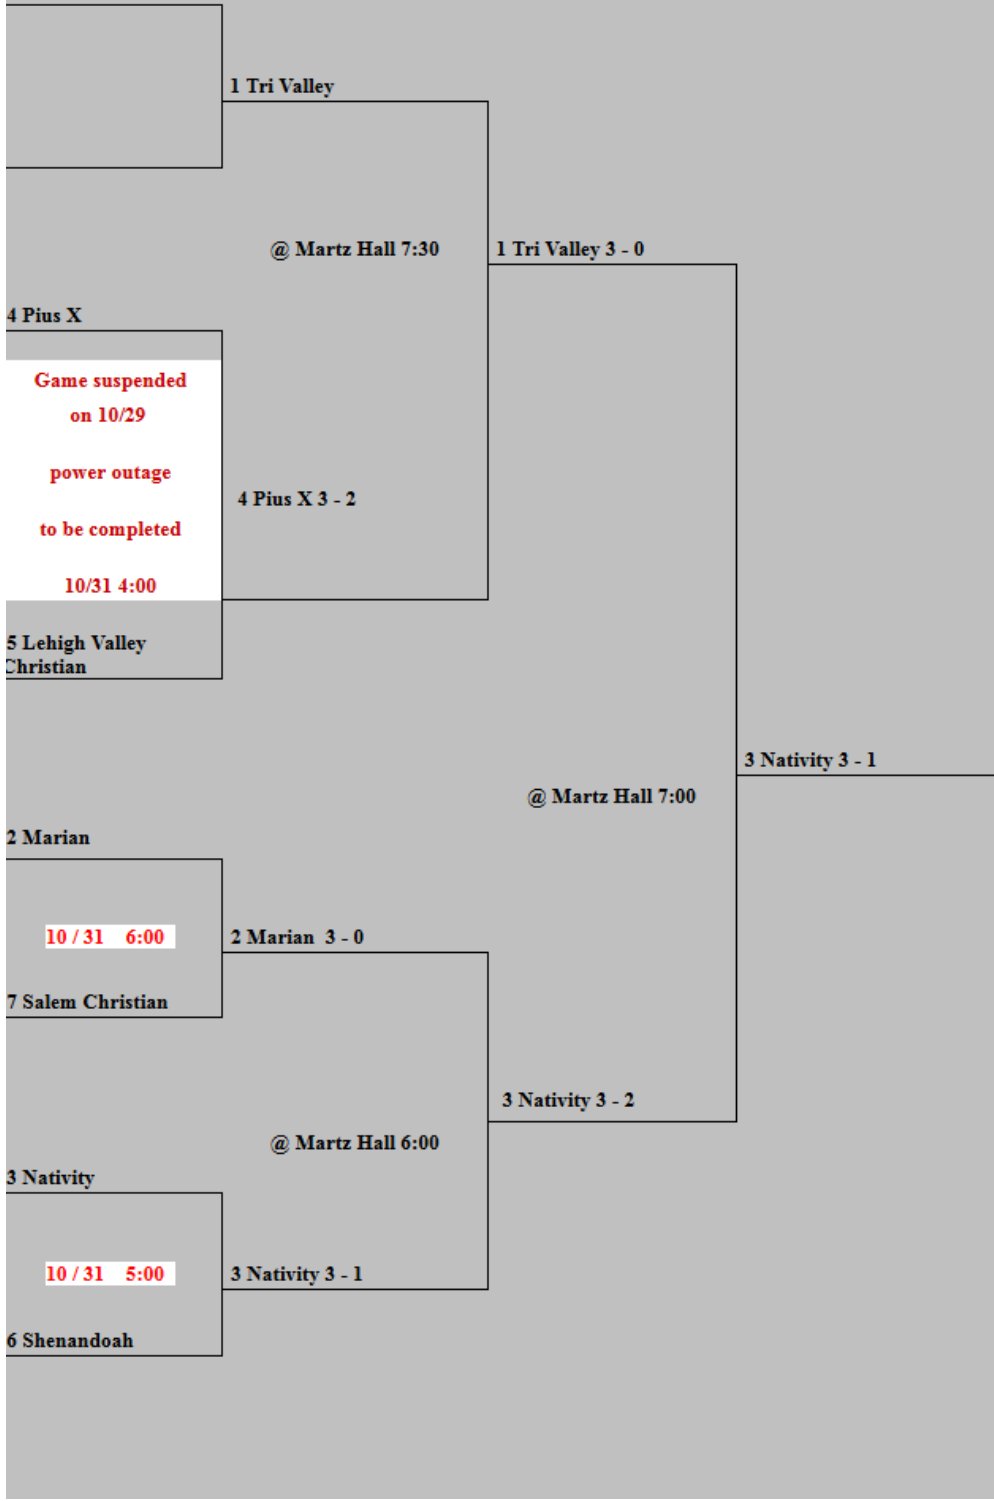 1 Tri Valley
@ Martz Hall 7:30
1 Tri Valley 3 - 0
4 Pius X
Game suspended
on 10/29
power outage
to be completed
10/31 4:00
4 Pius X 3 - 2
5 Lehigh Valley
Christian
3 Nativity 3 - 1
@ Martz Hall 7:00
2 Marian
10 / 31 6:00
2 Marian 3 - 0
7 Salem Christian
3 Nativity 3 - 2
@ Martz Hall 6:00
3 Nativity
10 / 31 5:00
3 Nativity 3 - 1
6 Shenandoah